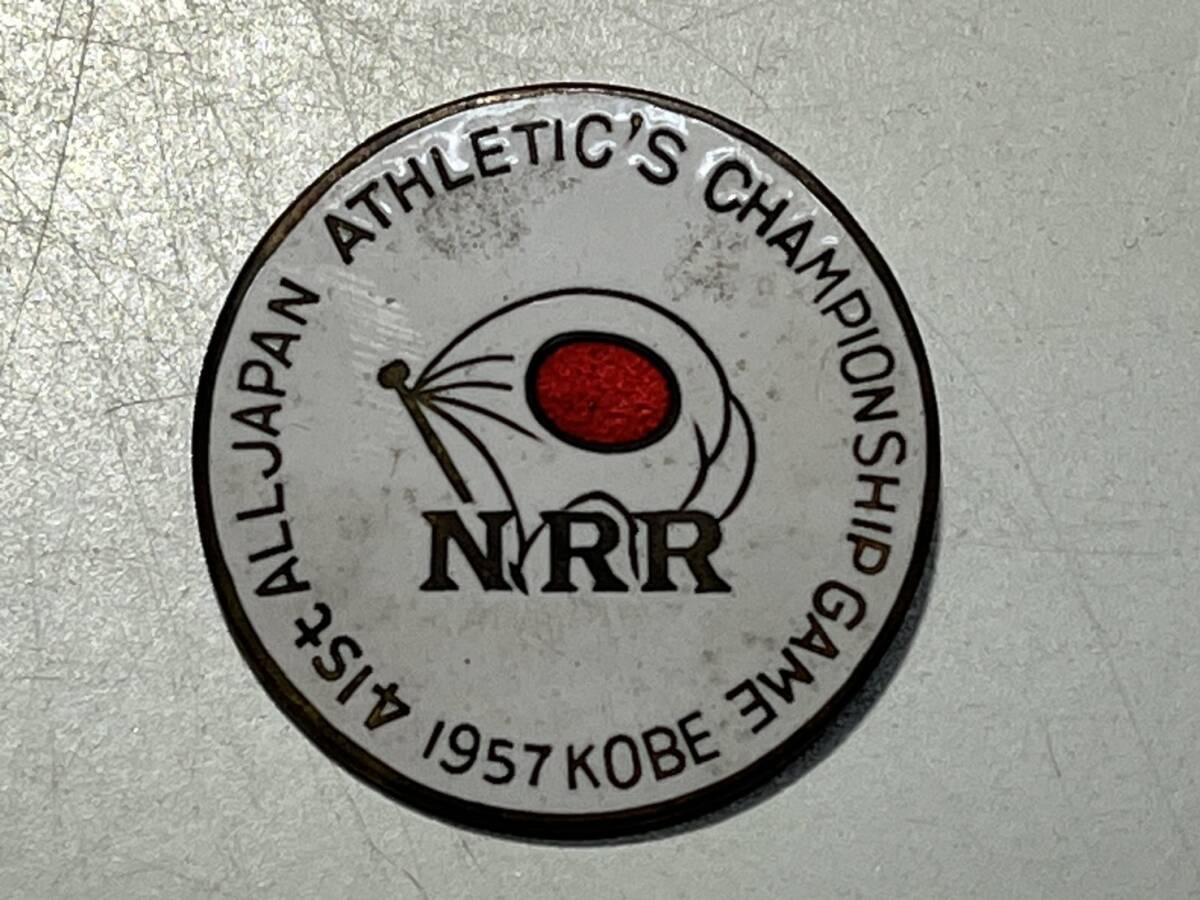 41st ALL JAPAN ATHLETIC'S CHAMPIONSHIP GAME
NRR
1957 KOBE